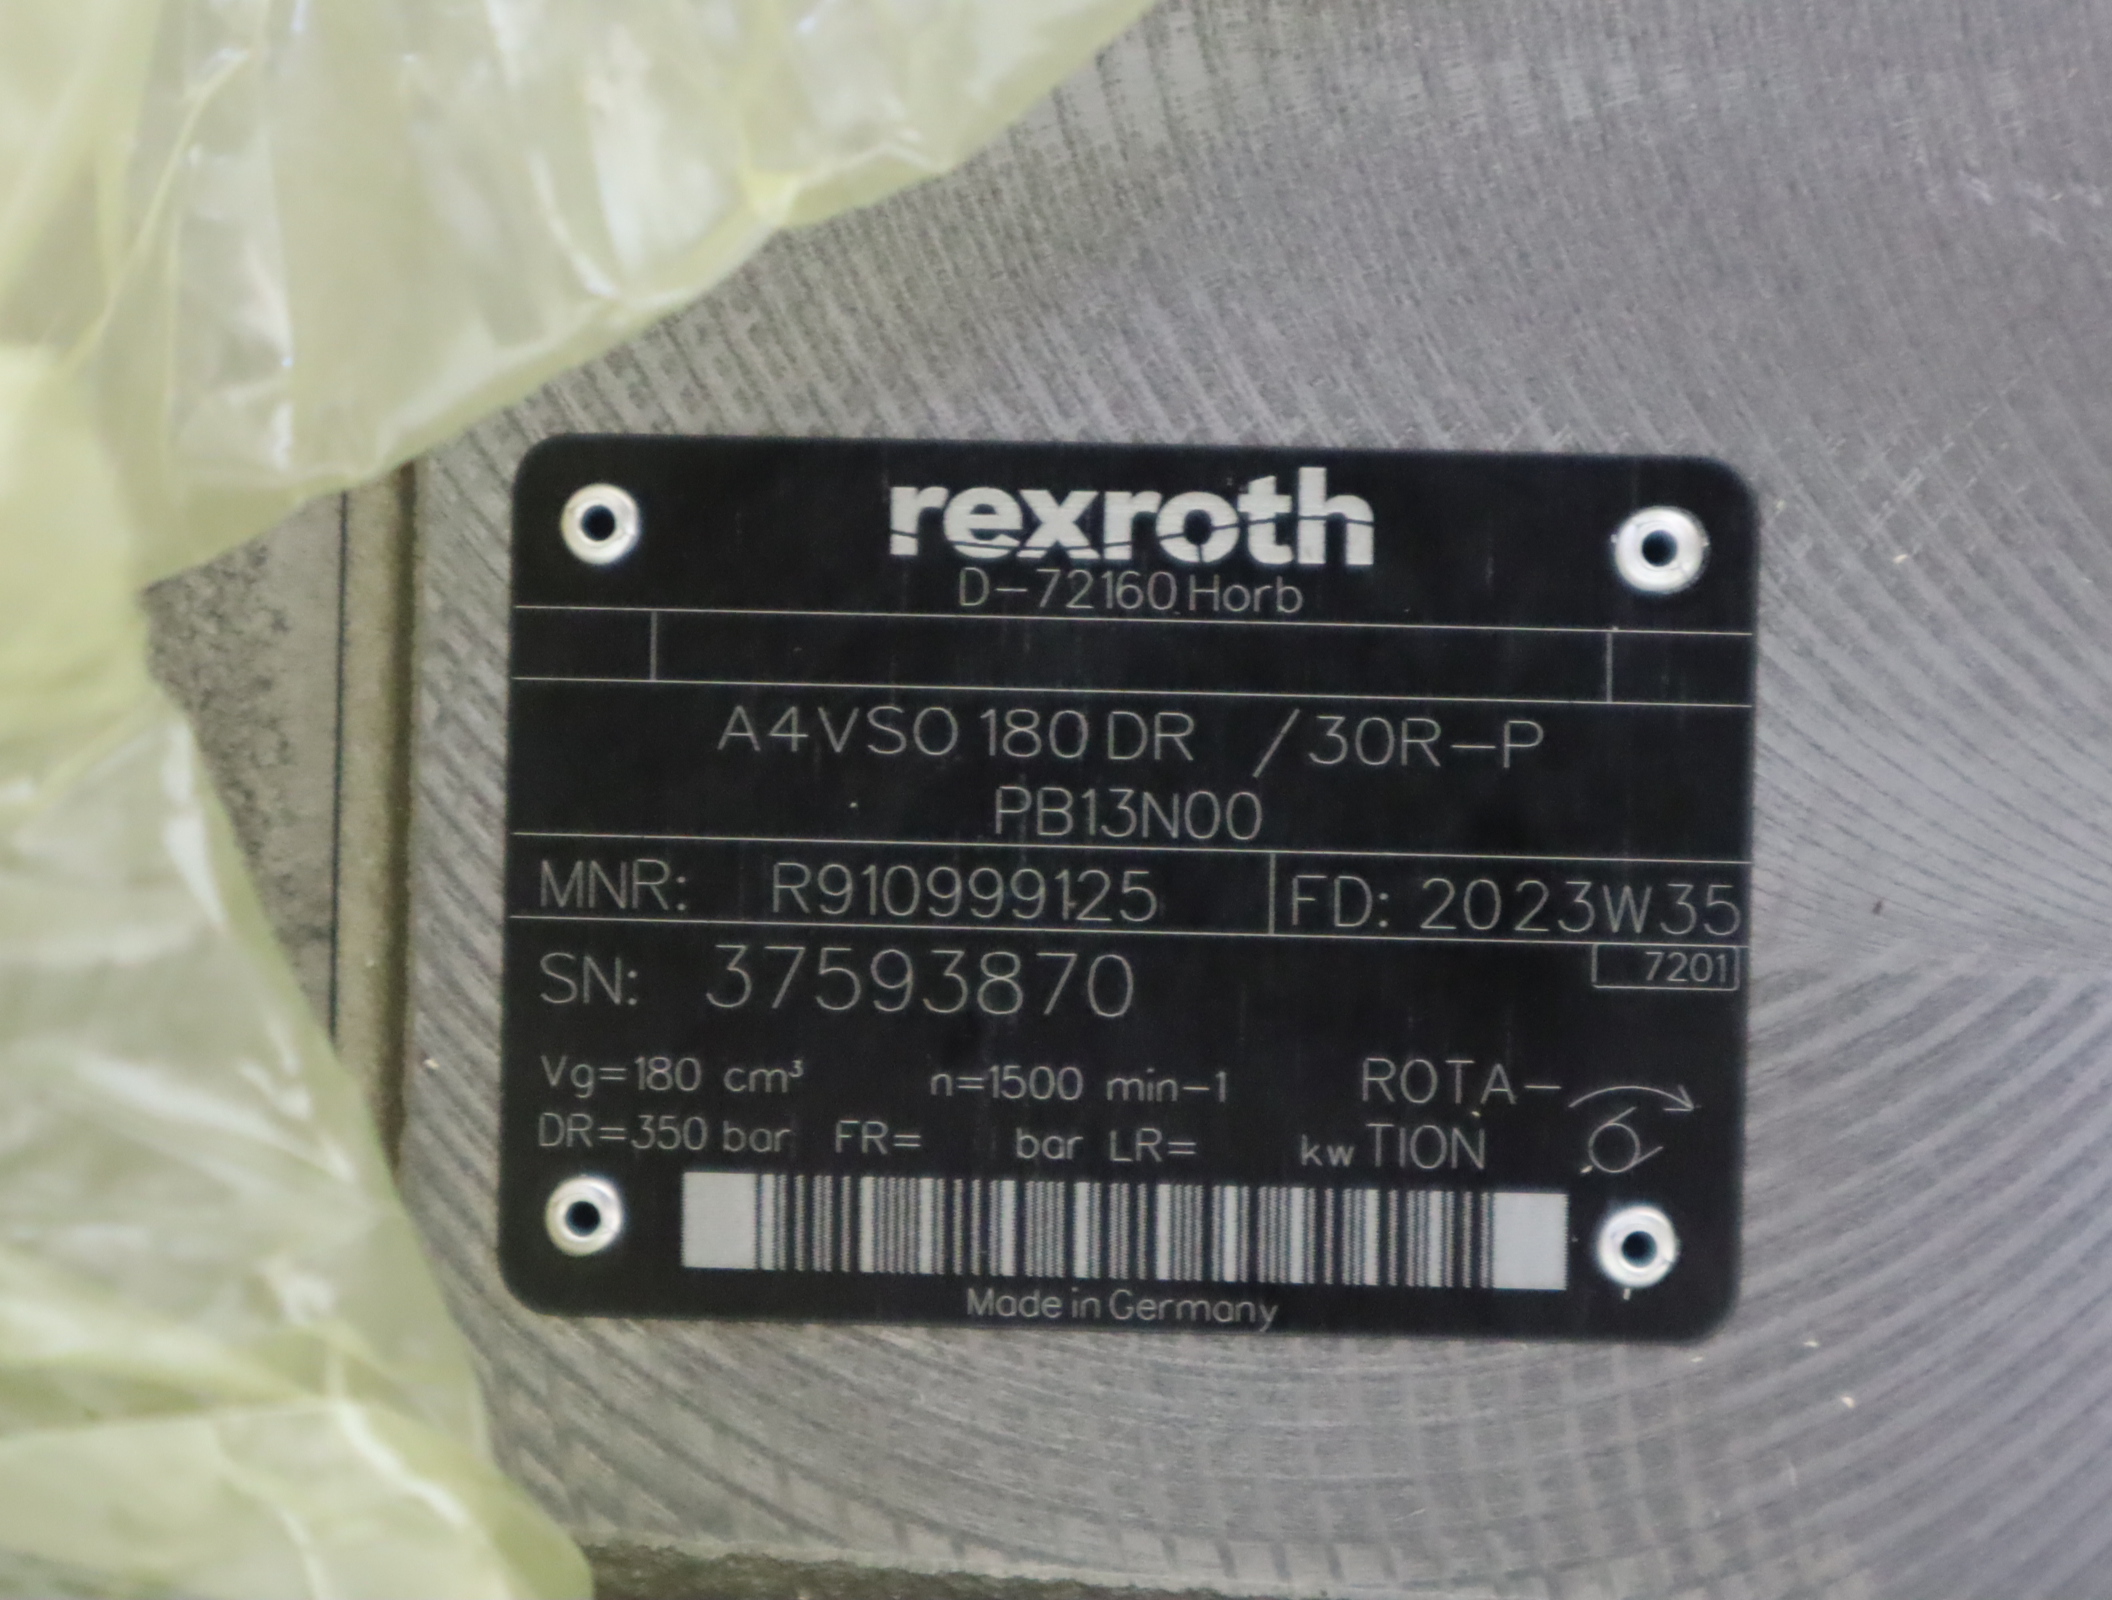 rexroth
D-72160 Horb
A4VSO 180 DR /30R-P
PB13N00
MNR: R910999125 FD: 2023W35
SN: 37593870 7201
Vg=180 cm³ n=1500 min-1 ROTA-
DR=350 bar FR= bar LR= kw TION
Made in Germany